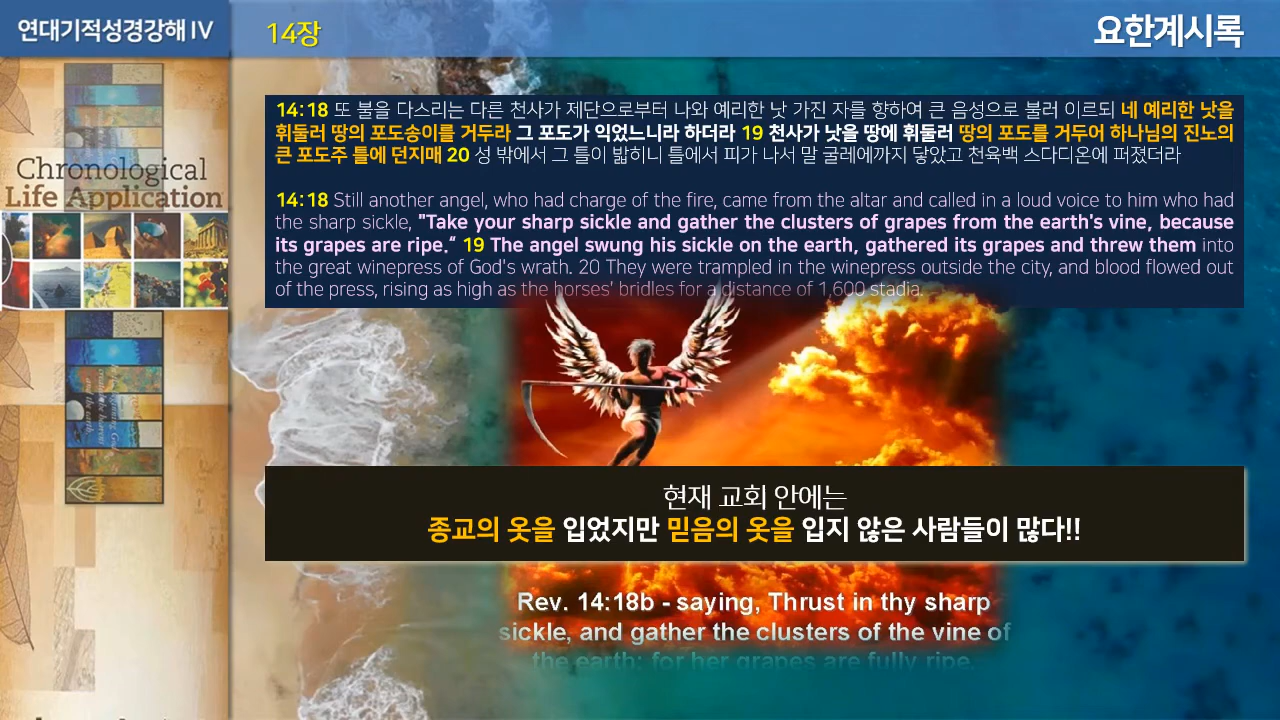 연대기적성경강해 IV
14장
요한계시록
Chronological
Life Application
14:18 또 불을 다스리는 다른 천사가 제단으로부터 나와 예리한 낫 가진 자를 향하여 큰 음성으로 불러 이르되 네 예리한 낫을
휘둘러 땅의 포도송이를 거두라 그 포도가 익었느니라 하더라 19 천사가 낫을 땅에 휘둘러 땅의 포도를 거두어 하나님의 진노의
큰 포도주 틀에 던지매 20 성 밖에서 그 틀이 밟히니 틀에서 피가 나서 말 굴레에까지 닿았고 천육백 스다디온에 퍼졌더라
14:18 Still another angel, who had charge of the fire, came from the altar and called in a loud voice to him who had
the sharp sickle, "Take your sharp sickle and gather the clusters of grapes from the earth's vine, because
its grapes are ripe.“ 19 The angel swung his sickle on the earth, gathered its grapes and threw them into
the great winepress of God's wrath. 20 They were trampled in the winepress outside the city, and blood flowed out
of the press, rising as high as the horses’ bridles for a distance of 1,600 stadia.
현재 교회 안에는
종교의 옷을 입었지만 믿음의 옷을 입지 않은 사람들이 많다!!
Rev. 14:18b - saying, Thrust in thy sharp
sickle, and gather the clusters of the vine of
the earth; for her grapes are fully ripe.